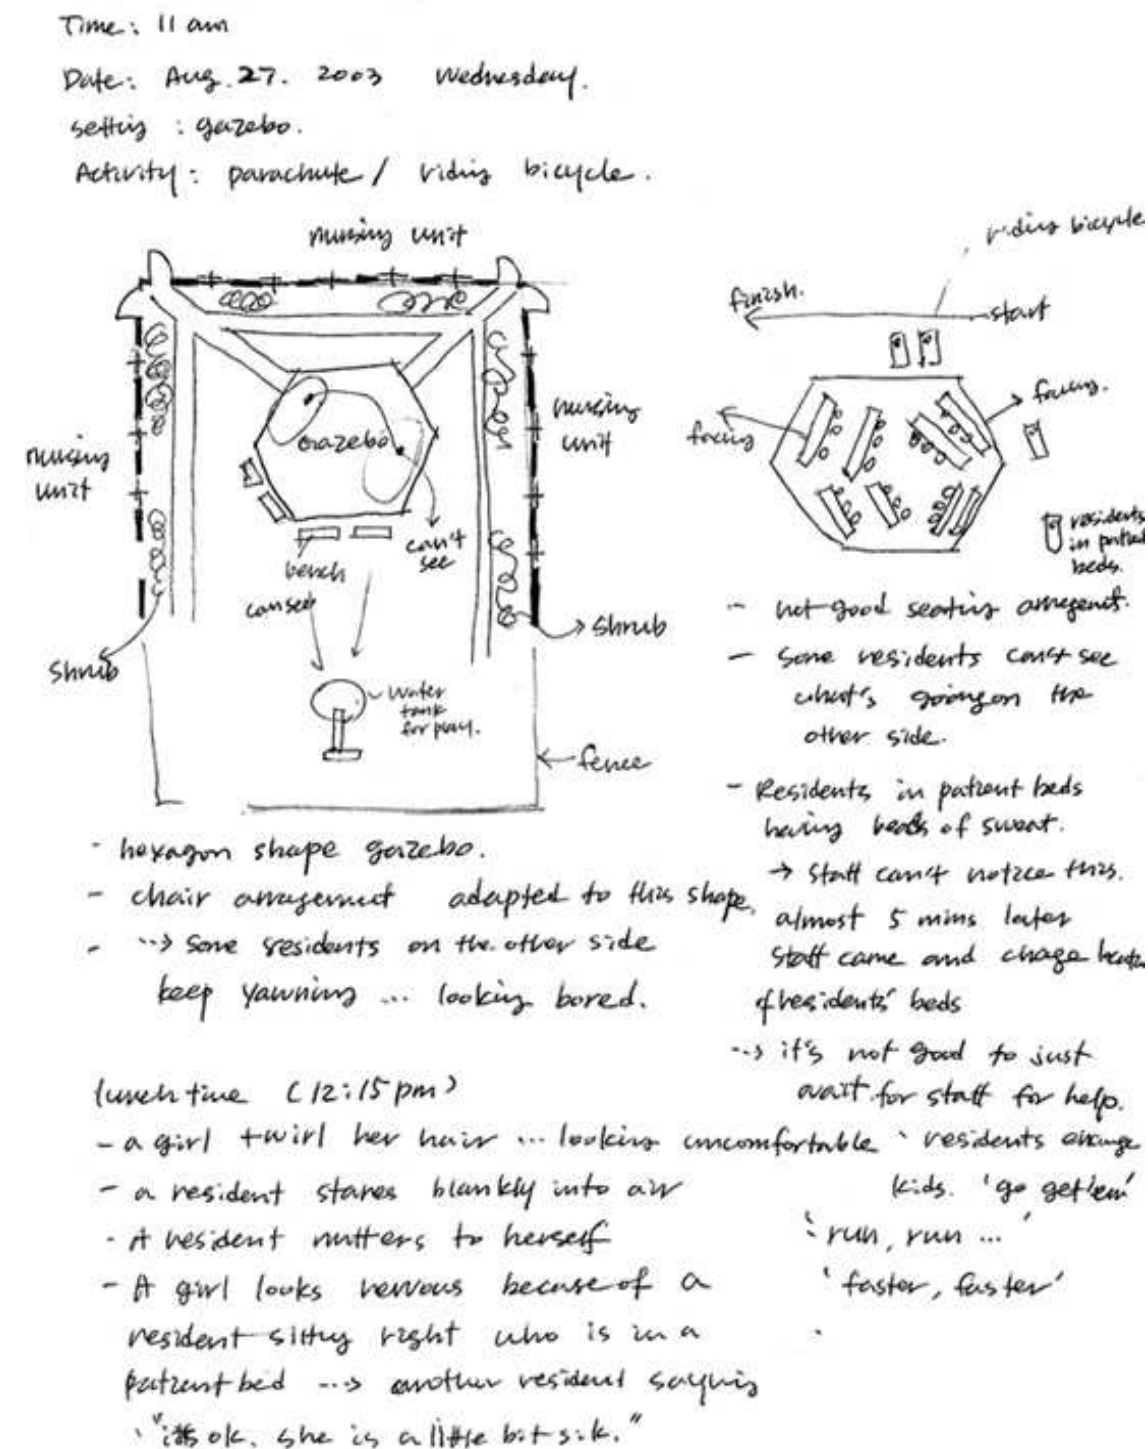 Time: 11 am
Date: Aug. 27. 2003 Wednesday.
setting : gazebo.
Activity: parachute / riding bicycle.
nursing unit
nursing
unit
nursing
unit
Gazebo
can't
see
bench
can see
shrub
shrub
water
tank
for play.
fence
riding bicycle
finish.
start
facing
facing.
residents
in patient
beds.
- hexagon shape gazebo.
- chair arragement adapted to this shape.
- --> some residents on the other side
keep yawning ... looking bored.
- not good seating arragement.
- some residents can't see
what's going on the
other side.
- Residents in patient beds
having beads of sweat.
→ staff can't notice this.
almost 5 mins later
staff came and chage
of residents' beds
--> it's not good to just
wait for staff for help.
lunch time (12:15 pm)
- a girl twirl her hair ... looking uncomfortable
- a resident stares blankly into air
- A resident mutters to herself
- A girl looks nervous because of a
resident sitting right who is in a
patient bed --> another resident saying
"it's ok. she is a little bit sik."
residents
kids. 'go get'em'
'run, run ...'
'faster, faster'